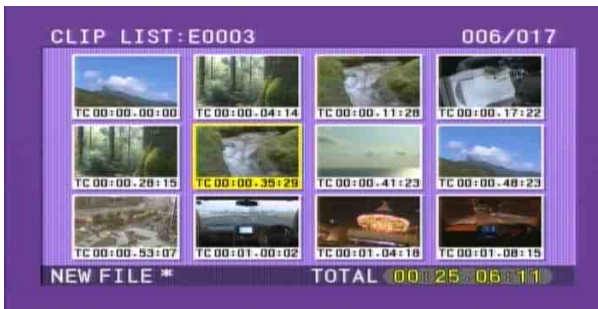 CLIP LIST:E0003 006/017
TC 00:00.00:00 TC 00:00.04:14 TC 00:00.11:28 TC 00:00.17:22
TC 00:00.28:15 TC 00:00.35:29 TC 00:00.41:23 TC 00:00.48:23
TC 00:00.53:07 TC 00:01.00:02 TC 00:01.04:18 TC 00:01.08:15
NEW FILE * TOTAL 00:25.06:11